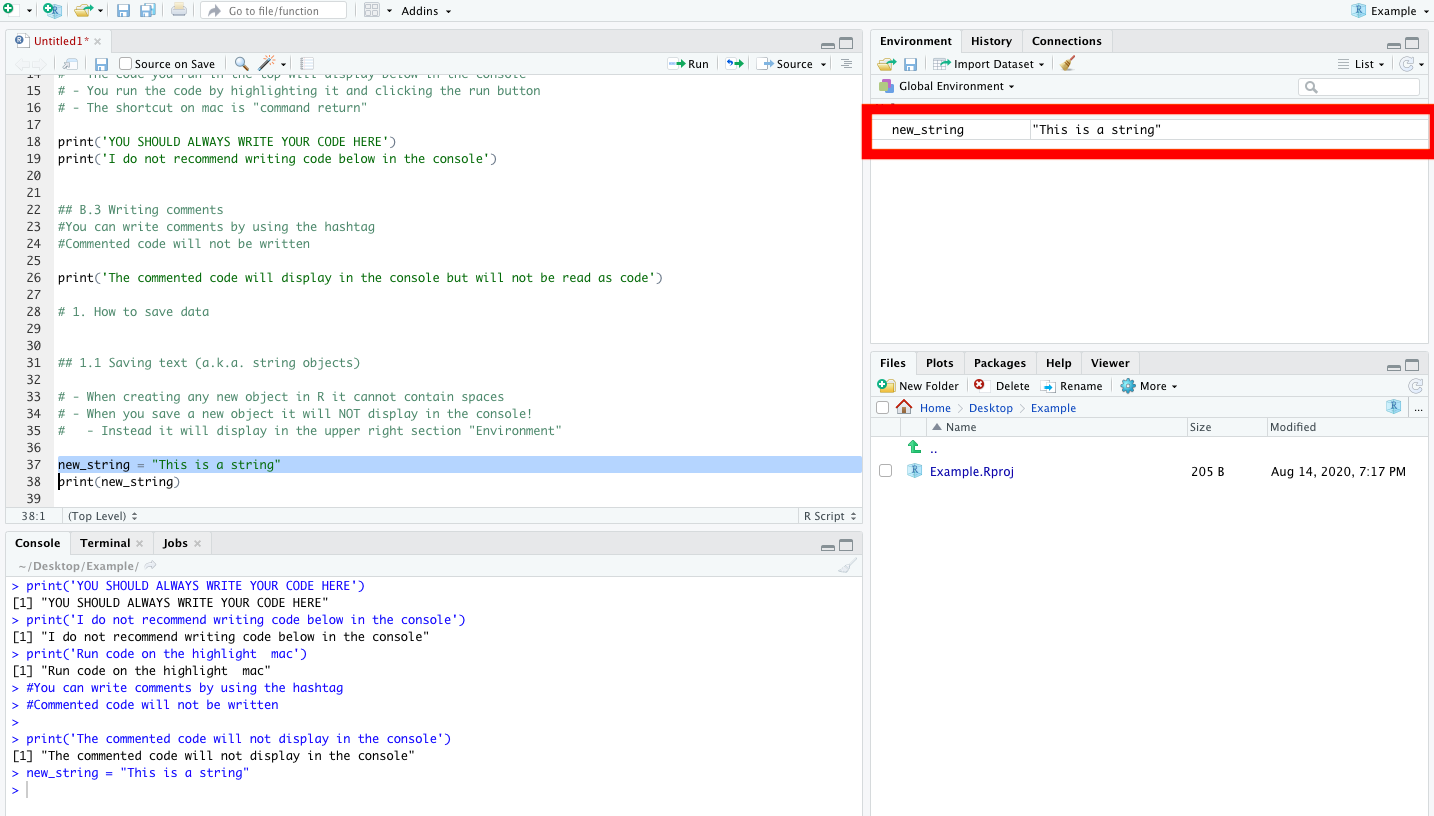 Go to file/function
Addins
Example
Untitled1*
Source on Save
Run
Source
14 # - The code you run in the top will display below in the console
15 # - You run the code by highlighting it and clicking the run button
16 # - The shortcut on mac is "command return"
17
18 print('YOU SHOULD ALWAYS WRITE YOUR CODE HERE')
19 print('I do not recommend writing code below in the console')
20
21
22 ## B.3 Writing comments
23 #You can write comments by using the hashtag
24 #Commented code will not be written
25
26 print('The commented code will display in the console but will not be read as code')
27
28 # 1. How to save data
29
30
31 ## 1.1 Saving text (a.k.a. string objects)
32
33 # - When creating any new object in R it cannot contain spaces
34 # - When you save a new object it will NOT display in the console!
35 #   - Instead it will display in the upper right section "Environment"
36
37 new_string = "This is a string"
38 print(new_string)
39
38:1 (Top Level) R Script
Console Terminal Jobs
~/Desktop/Example/
> print('YOU SHOULD ALWAYS WRITE YOUR CODE HERE')
[1] "YOU SHOULD ALWAYS WRITE YOUR CODE HERE"
> print('I do not recommend writing code below in the console')
[1] "I do not recommend writing code below in the console"
> print('Run code on the highlight  mac')
[1] "Run code on the highlight  mac"
> #You can write comments by using the hashtag
> #Commented code will not be written
>
> print('The commented code will not display in the console')
[1] "The commented code will not display in the console"
> new_string = "This is a string"
>
Environment History Connections
Import Dataset List
Global Environment
new_string "This is a string"
Files Plots Packages Help Viewer
New Folder Delete Rename More
Home Desktop Example ...
Name Size Modified
..
Example.Rproj 205 B Aug 14, 2020, 7:17 PM